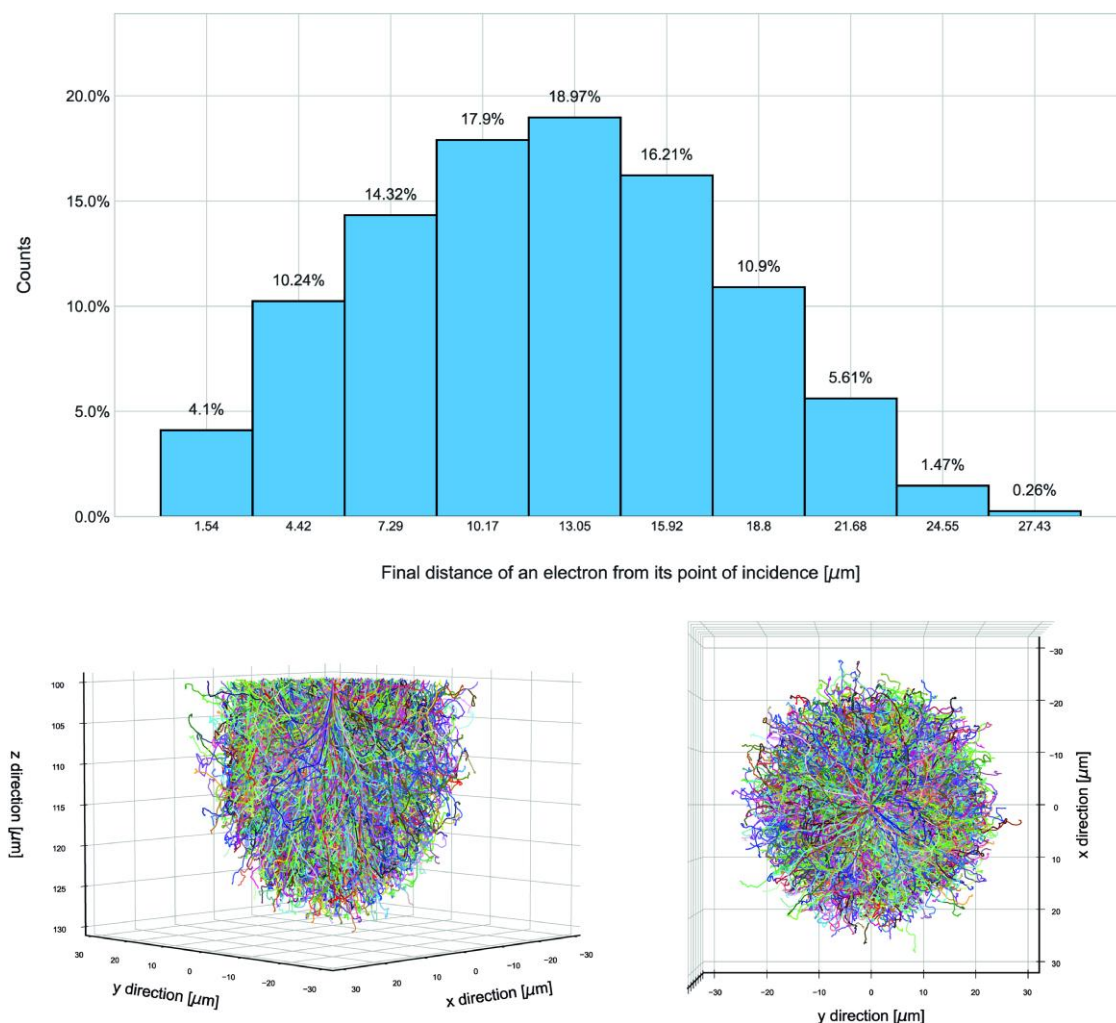 20.0%
15.0%
10.0%
5.0%
0.0%
Counts
4.1%
10.24%
14.32%
17.9%
18.97%
16.21%
10.9%
5.61%
1.47%
0.26%
1.54 4.42 7.29 10.17 13.05 15.92 18.8 21.68 24.55 27.43
Final distance of an electron from its point of incidence [μm]
100
105
110
115
120
125
130
z direction [μm]
30 20 10 0 −10 −20 −30
y direction [μm]
30 20 10 0 −10 −20 −30
x direction [μm]
−30
−20
−10
0
10
20
30
x direction [μm]
−30 −20 −10 0 10 20 30
y direction [μm]